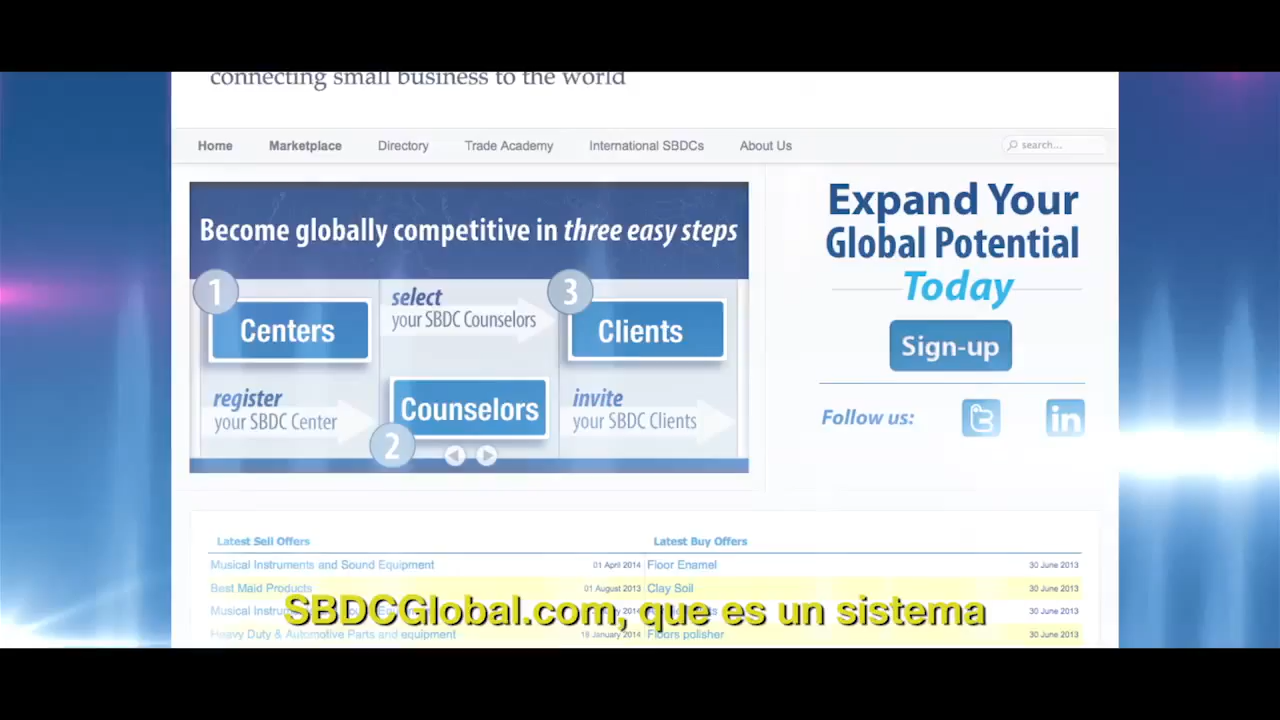 connecting small business to the world
Home Marketplace Directory Trade Academy International SBDCs About Us search...
Become globally competitive in three easy steps
1 Centers
register
your SBDC Center
select
your SBDC Counselors
2 Counselors
3 Clients
invite
your SBDC Clients
Expand Your
Global Potential
Today
Sign-up
Follow us:
in
Latest Sell Offers Latest Buy Offers
Musical Instruments and Sound Equipment 01 April 2014 Floor Enamel 30 June 2013
Best Maid Products 01 August 2013 Clay Soil 30 June 2013
Musical 30 June 2013
Heavy Duty & Automotive Parts and equipment 18 January 2014 Floors polisher 30 June 2013
SBDCGlobal.com, que es un sistema